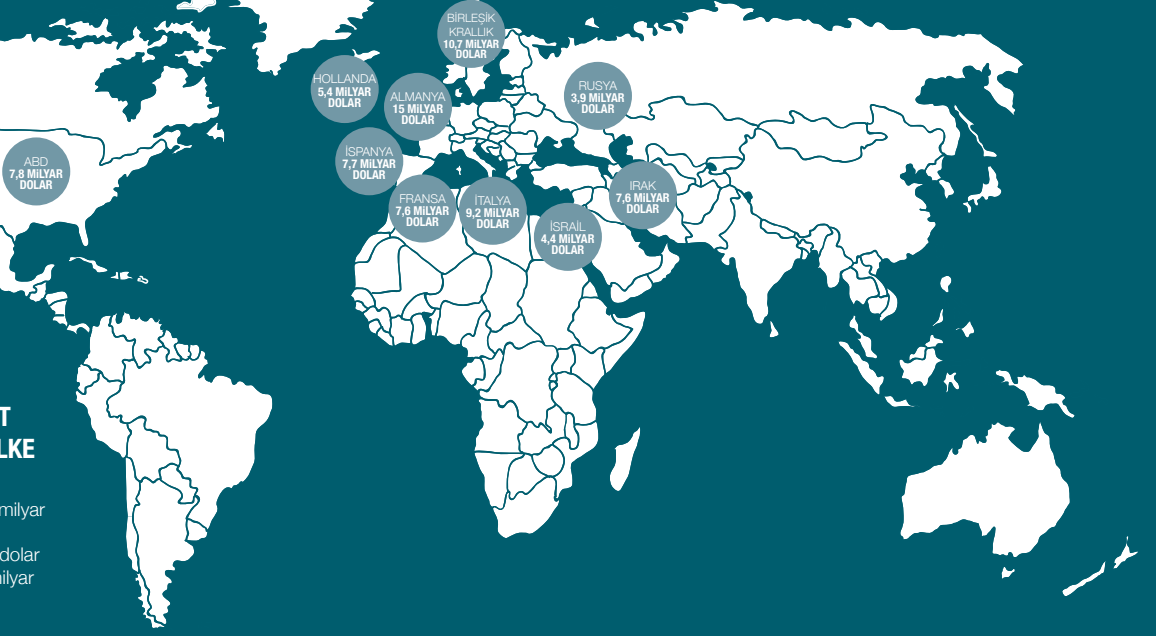 BİRLEŞİK
KRALLIK
10,7 MİLYAR
DOLAR
HOLLANDA
5,4 MİLYAR
DOLAR
ALMANYA
15 MİLYAR
DOLAR
RUSYA
3,9 MİLYAR
DOLAR
ABD
7,8 MİLYAR
DOLAR
İSPANYA
7,7 MİLYAR
DOLAR
FRANSA
7,6 MİLYAR
DOLAR
İTALYA
9,2 MİLYAR
DOLAR
IRAK
7,6 MİLYAR
DOLAR
İSRAİL
4,4 MİLYAR
DOLAR
T
LKE
milyar
dolar
milyar